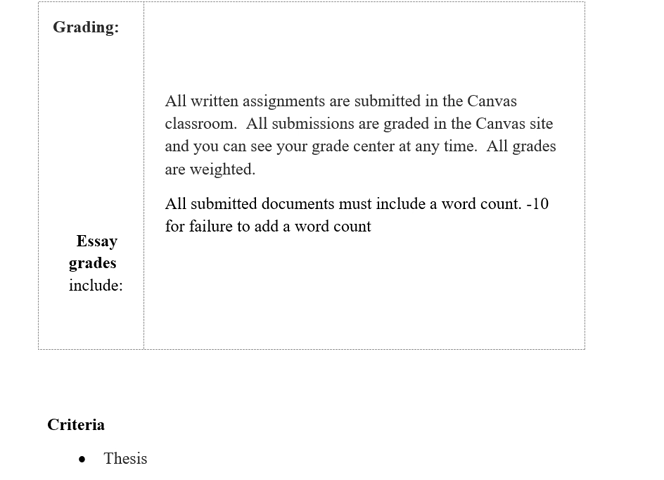 Grading:
All written assignments are submitted in the Canvas
classroom.  All submissions are graded in the Canvas site
and you can see your grade center at any time.  All grades
are weighted.
All submitted documents must include a word count. -10
for failure to add a word count
Essay
grades
include:
Criteria
• Thesis